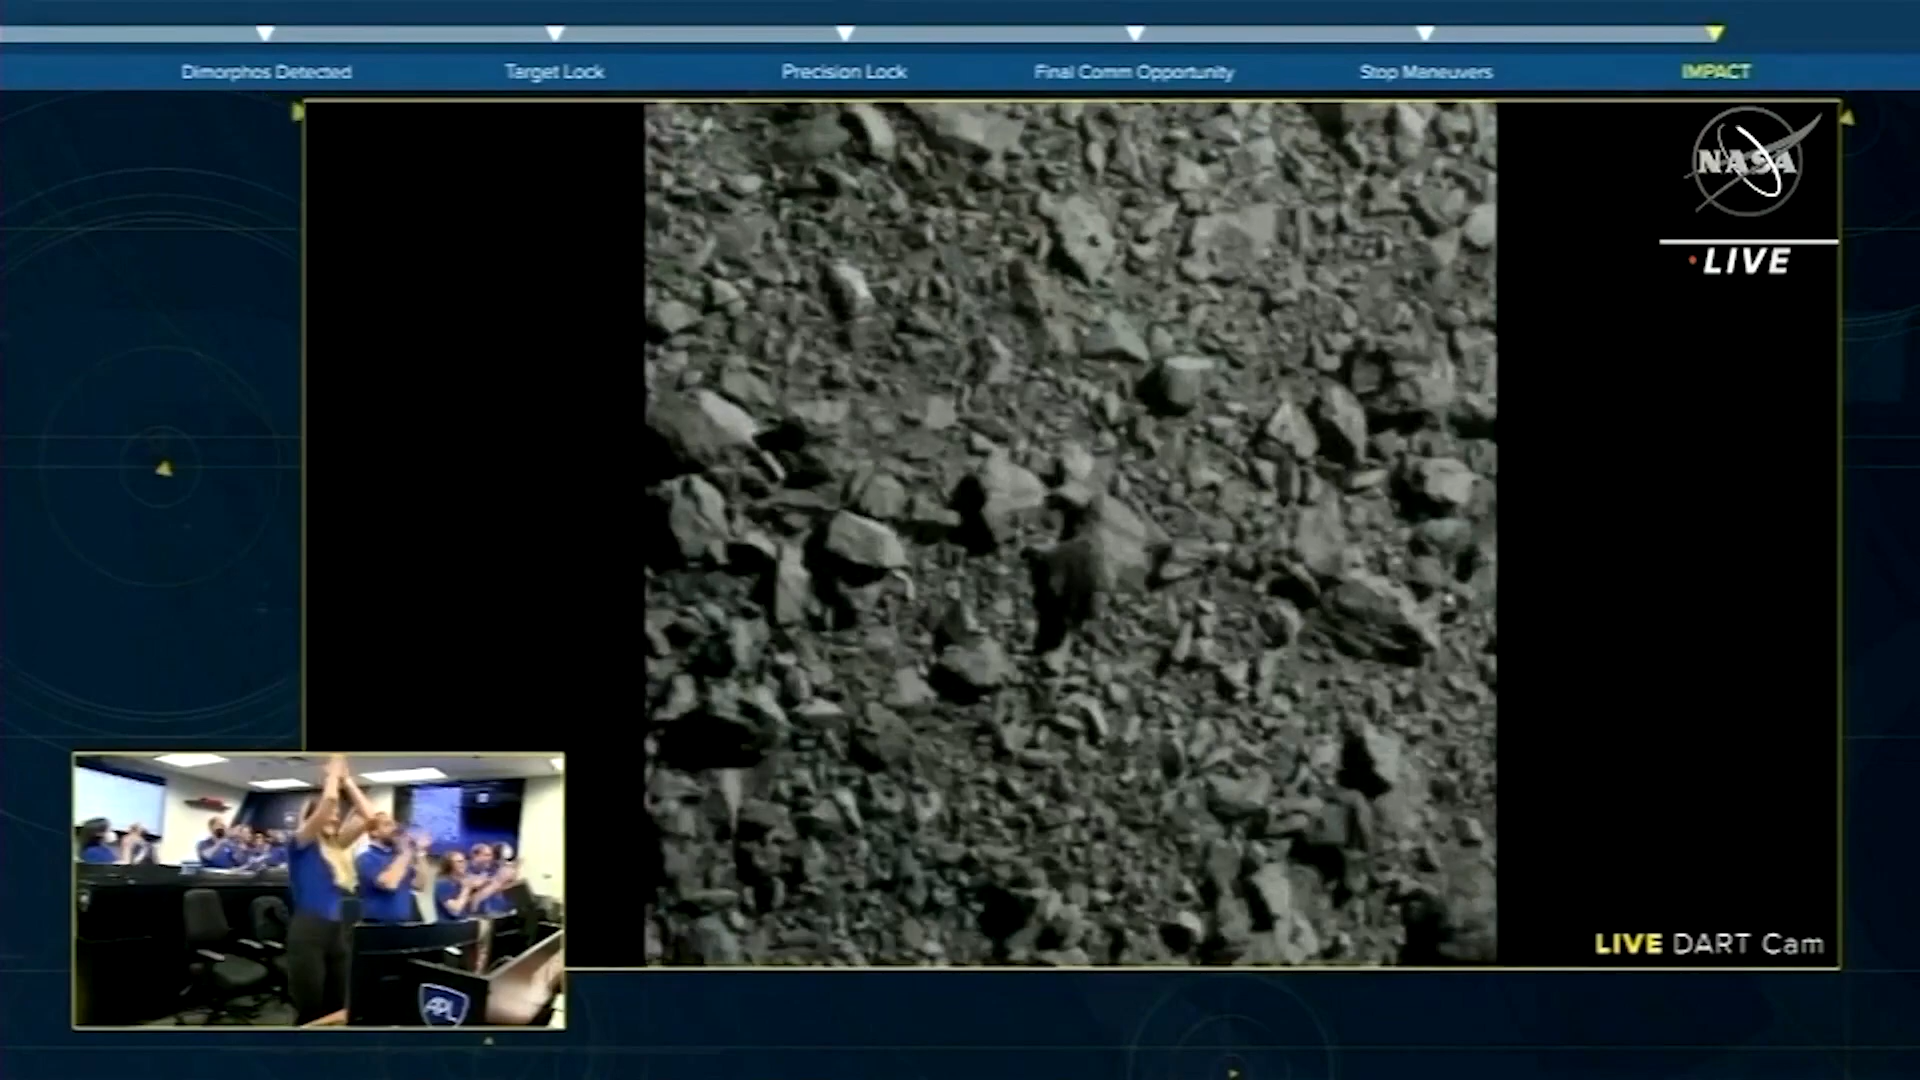 Dimorphos Detected
Target Lock
Precision Lock
Final Comm Opportunity
Stop Maneuvers
IMPACT
NASA
LIVE
LIVE DART Cam
APL